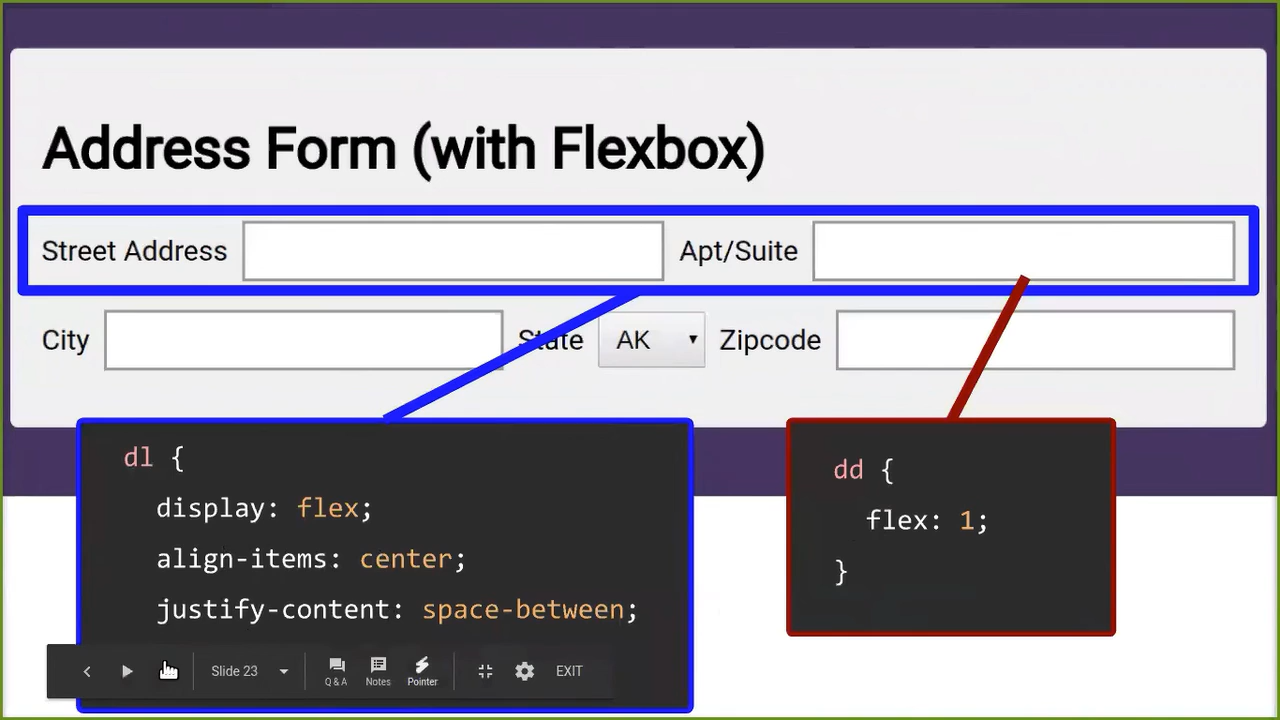 Address Form (with Flexbox)
Street Address Apt/Suite
City State AK Zipcode
dl {
display: flex;
align-items: center;
justify-content: space-between;
dd {
flex: 1;
}
Slide 23 Q & A Notes Pointer EXIT